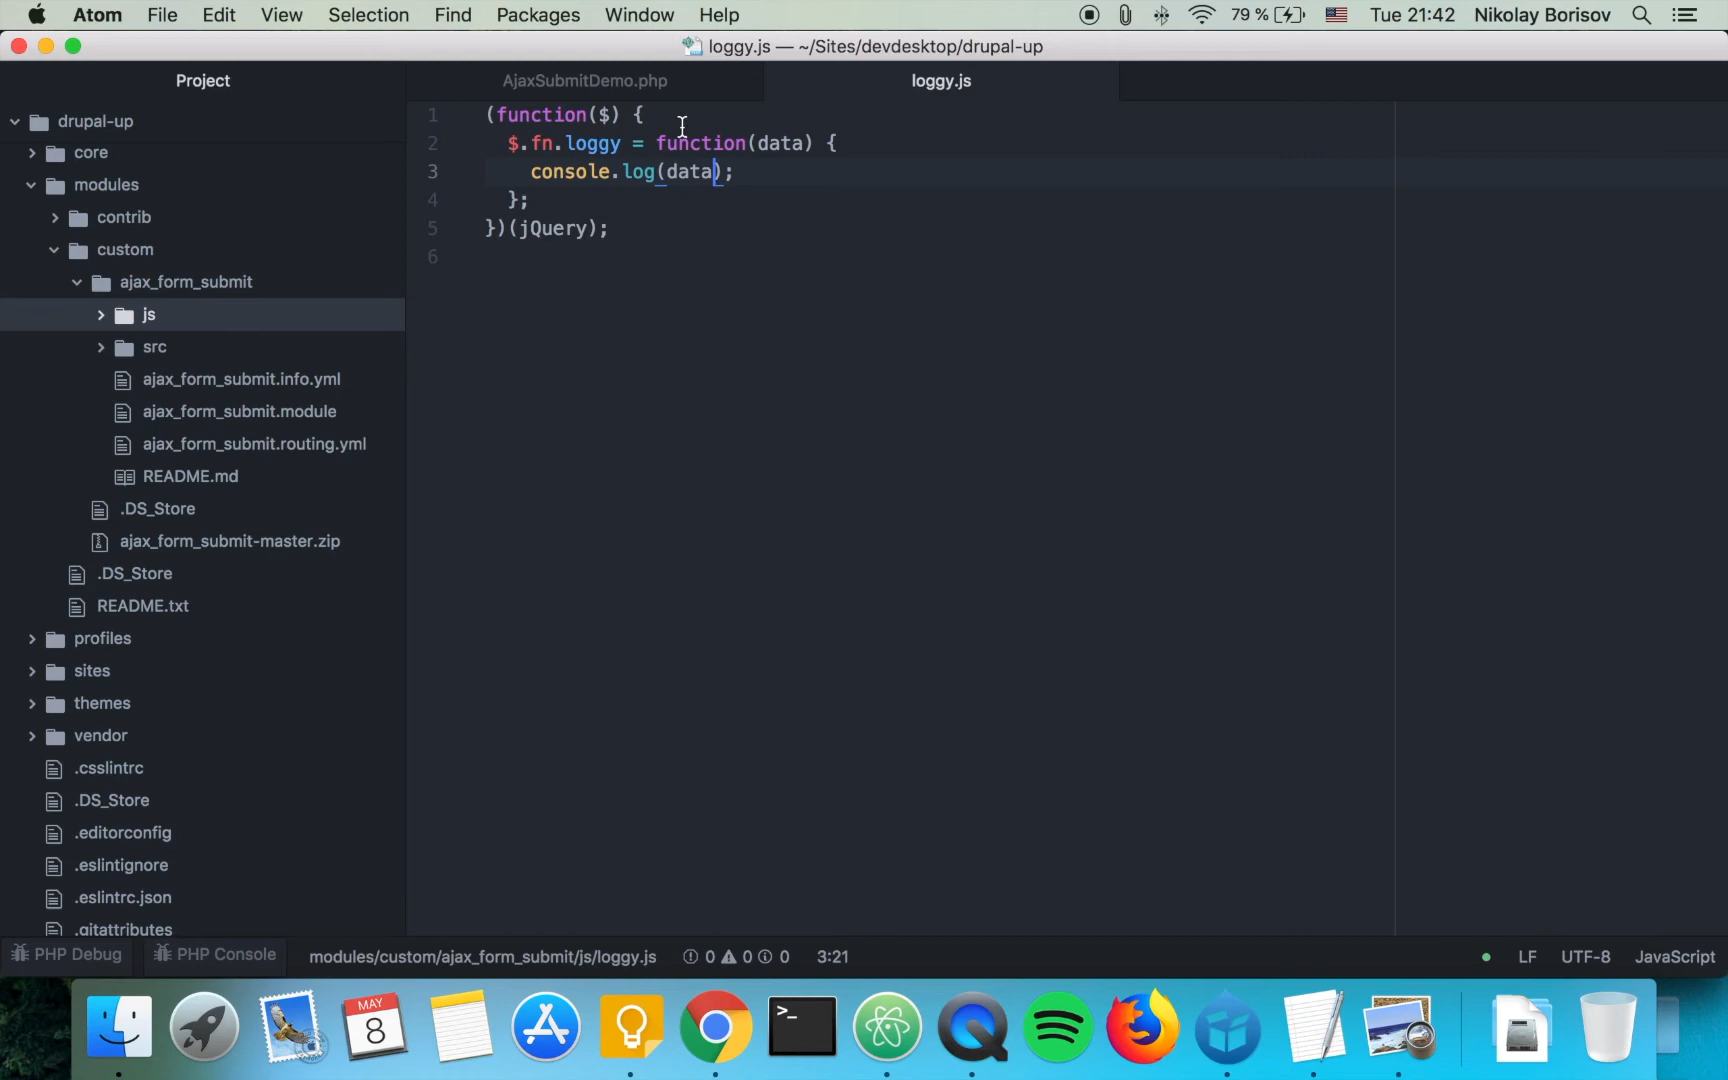 Atom File Edit View Selection Find Packages Window Help 79 % Tue 21:42 Nikolay Borisov
loggy.js — ~/Sites/devdesktop/drupal-up
Project
AjaxSubmitDemo.php
loggy.js
drupal-up
core
modules
contrib
custom
ajax_form_submit
js
src
ajax_form_submit.info.yml
ajax_form_submit.module
ajax_form_submit.routing.yml
README.md
.DS_Store
ajax_form_submit-master.zip
.DS_Store
README.txt
profiles
sites
themes
vendor
.csslintrc
.DS_Store
.editorconfig
.eslintignore
.eslintrc.json
.gitattributes
1 (function($) {
2 $.fn.loggy = function(data) {
3 console.log(data);
4 };
5 })(jQuery);
6
PHP Debug PHP Console modules/custom/ajax_form_submit/js/loggy.js 0 0 0 3:21 LF UTF-8 JavaScript
MAY
8
>_